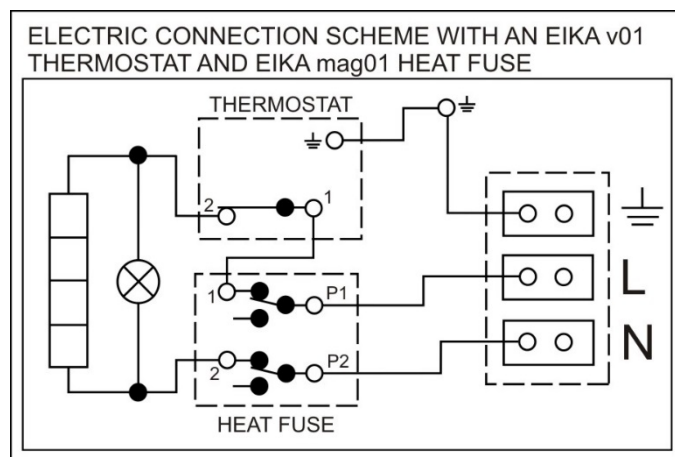 ELECTRIC CONNECTION SCHEME WITH AN EIKA v01
THERMOSTAT AND EIKA mag01 HEAT FUSE
THERMOSTAT
2
1
1
P1
L
2
P2
N
HEAT FUSE